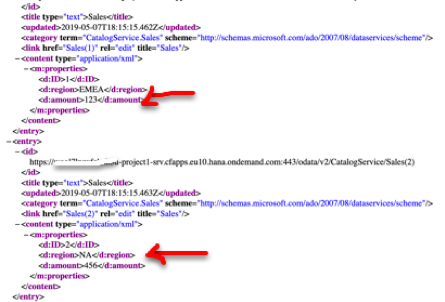 </id>
<title type="text">Sales</title>
<updated>2019-05-07T18:15:15.462Z</updated>
<category term="CatalogService.Sales" scheme="http://schemas.microsoft.com/ado/2007/08/dataservices/scheme"/>
<link href="Sales(1)" rel="edit" title="Sales"/>
−<content type="application/xml">
−<m:properties>
<d:ID>1</d:ID>
<d:region>EMEA</d:region>
<d:amount>123</d:amount>
</m:properties>
</content>
</entry>
−<entry>
−<id>
https://-project1-srv.cfapps.eu10.hana.ondemand.com:443/odata/v2/CatalogService/Sales(2)
</id>
<title type="text">Sales</title>
<updated>2019-05-07T18:15:15.463Z</updated>
<category term="CatalogService.Sales" scheme="http://schemas.microsoft.com/ado/2007/08/dataservices/scheme"/>
<link href="Sales(2)" rel="edit" title="Sales"/>
−<content type="application/xml">
−<m:properties>
<d:ID>2</d:ID>
<d:region>NA</d:region>
<d:amount>456</d:amount>
</m:properties>
</content>
</entry>